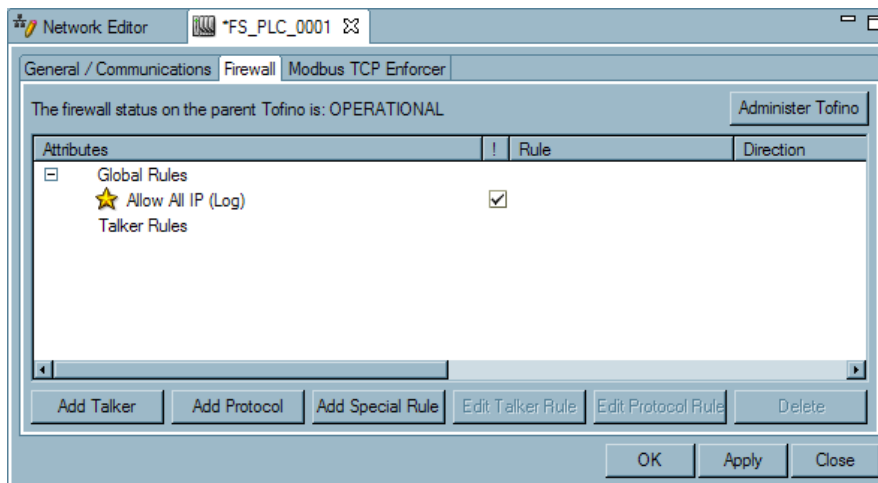 Network Editor *FS_PLC_0001
General / Communications Firewall Modbus TCP Enforcer
The firewall status on the parent Tofino is: OPERATIONAL Administer Tofino
Attributes ! Rule Direction
Global Rules
Allow All IP (Log)
Talker Rules
Add Talker Add Protocol Add Special Rule Edit Talker Rule Edit Protocol Rule Delete
OK Apply Close